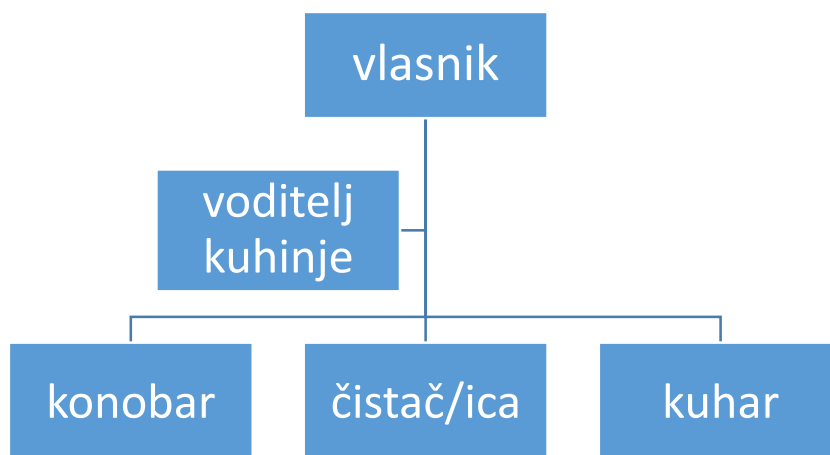 vlasnik
voditelj
kuhinje
konobar
čistač/ica
kuhar